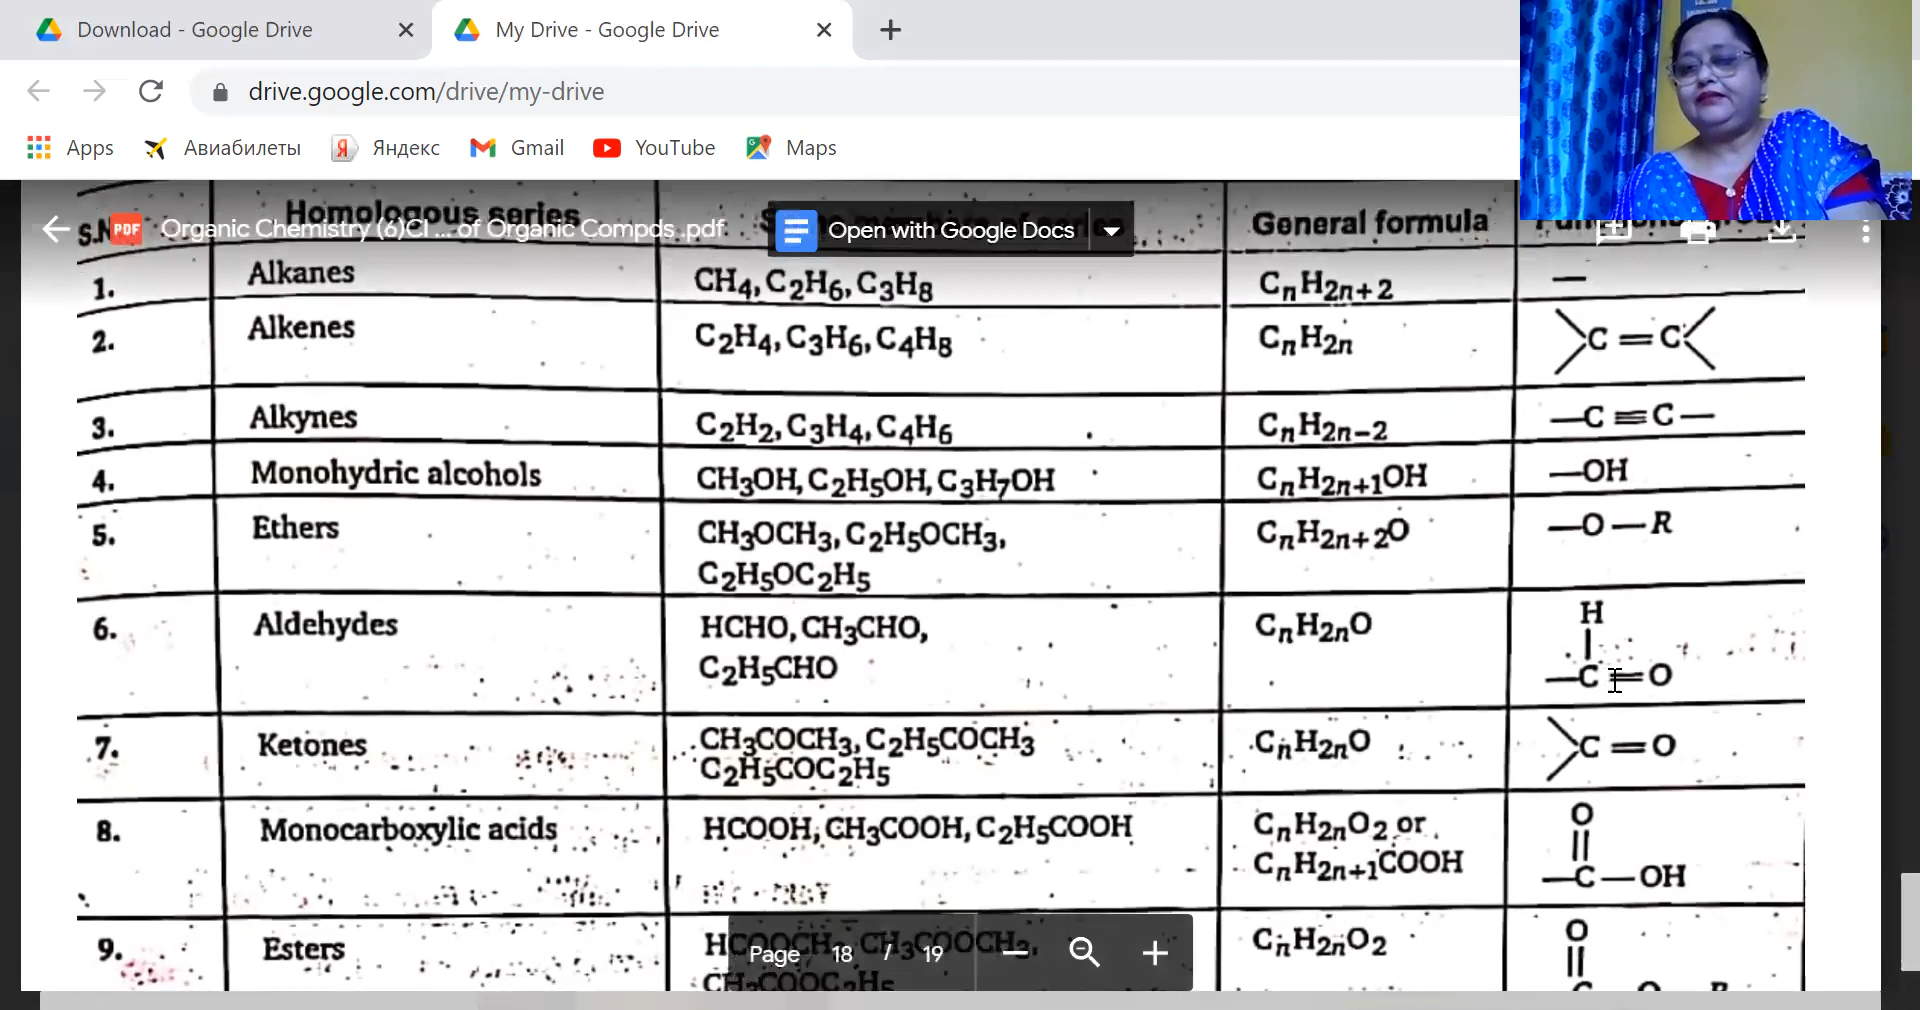 Download - Google Drive
My Drive - Google Drive
drive.google.com/drive/my-drive
Apps
Авиабилеты
Яндекс
Gmail
YouTube
Maps
S.N
Homologous series
General formula
PDF
Organic Chemistry (6)Cl ... of Organic Compds .pdf
Open with Google Docs
1. Alkanes CH4, C2H6, C3H8 CnH2n+2 —
2. Alkenes C2H4, C3H6, C4H8 CnH2n >C=C<
3. Alkynes C2H2, C3H4, C4H6 CnH2n−2 —C≡C—
4. Monohydric alcohols CH3OH, C2H5OH, C3H7OH CnH2n+1OH —OH
5. Ethers CH3OCH3, C2H5OCH3, CnH2n+2O —O—R
C2H5OC2H5
H
6. Aldehydes HCHO, CH3CHO, CnH2nO
C2H5CHO —C=O
7. Ketones CH3COCH3, C2H5COCH3 CnH2nO >C=O
C2H5COC2H5
O
8. Monocarboxylic acids HCOOH, CH3COOH, C2H5COOH CnH2nO2 or
CnH2n+1COOH —C—OH
O
9. Esters HCOOCH3, CH3COOCH3, CnH2nO2
CH3COOC2H5
Page 18 / 19